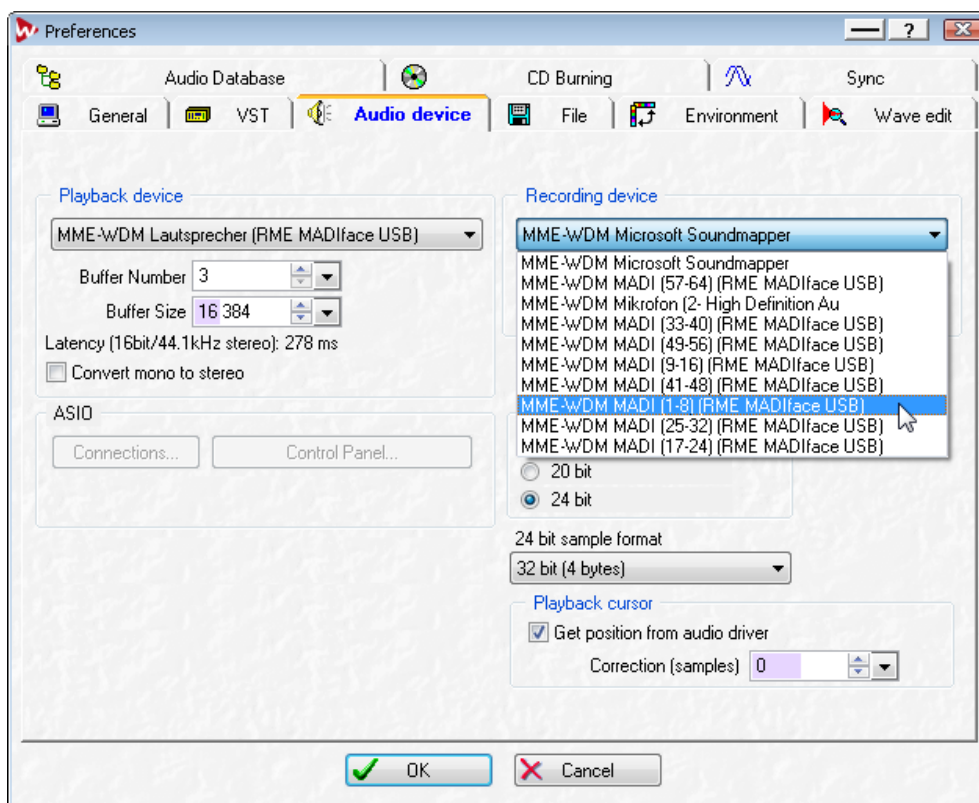 Preferences
Audio Database
CD Burning
Sync
General
VST
Audio device
File
Environment
Wave edit
Playback device
MME-WDM Lautsprecher (RME MADIface USB)
Buffer Number 3
Buffer Size 16 384
Latency (16bit/44.1kHz stereo): 278 ms
Convert mono to stereo
ASIO
Connections...
Control Panel...
Recording device
MME-WDM Microsoft Soundmapper
MME-WDM Microsoft Soundmapper
MME-WDM MADI (57-64) (RME MADIface USB)
MME-WDM Mikrofon (2- High Definition Au
MME-WDM MADI (33-40) (RME MADIface USB)
MME-WDM MADI (49-56) (RME MADIface USB)
MME-WDM MADI (9-16) (RME MADIface USB)
MME-WDM MADI (41-48) (RME MADIface USB)
MME-WDM MADI (1-8) (RME MADIface USB)
MME-WDM MADI (25-32) (RME MADIface USB)
MME-WDM MADI (17-24) (RME MADIface USB)
20 bit
24 bit
24 bit sample format
32 bit (4 bytes)
Playback cursor
Get position from audio driver
Correction (samples) 0
OK
Cancel